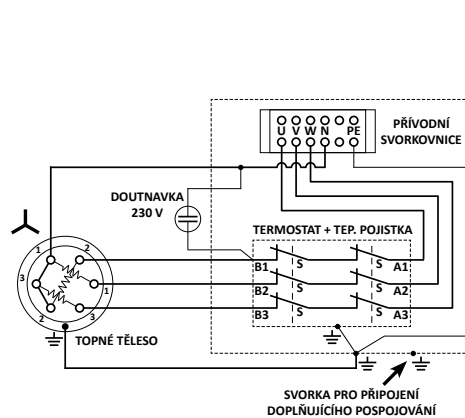 U V W N PE
PŘÍVODNÍ
SVORKOVNICE
DOUTNAVKA
230 V
TERMOSTAT + TEP. POJISTKA
B1 S S A1
B2 S S A2
B3 S S A3
1 2
3 1
2 3
TOPNÉ TĚLESO
SVORKA PRO PŘIPOJENÍ
DOPLŇUJÍCÍHO POSPOJOVÁNÍ